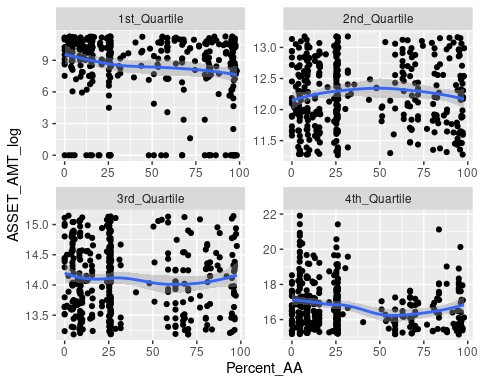 1st_Quartile
2nd_Quartile
9
6
3
0
13.0
12.5
12.0
11.5
0 25 50 75 100
0 25 50 75 100
ASSET_AMT_log
3rd_Quartile
4th_Quartile
15.0
14.5
14.0
13.5
22
20
18
16
0 25 50 75 100
0 25 50 75 100
Percent_AA